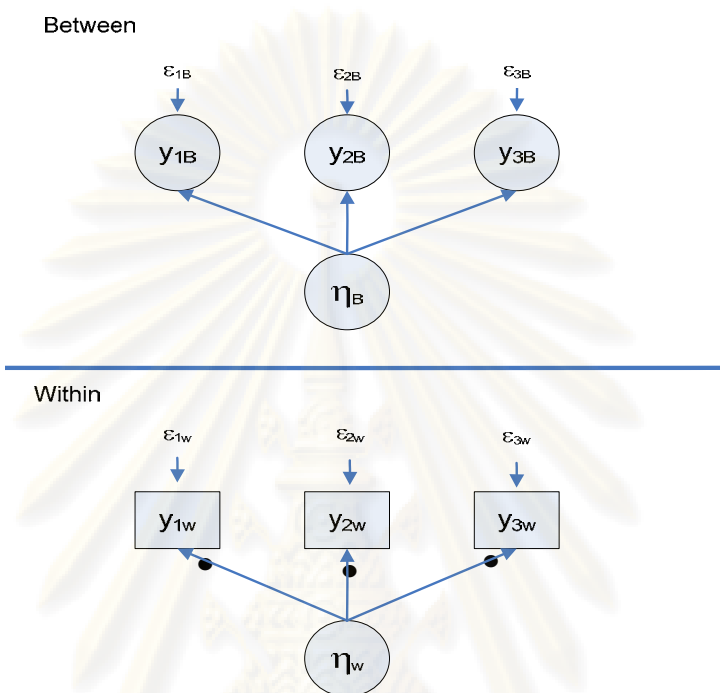 Between
ε1B ε2B ε3B
y1B y2B y3B
ηB
Within
ε1w ε2w ε3w
y1w y2w y3w
ηw